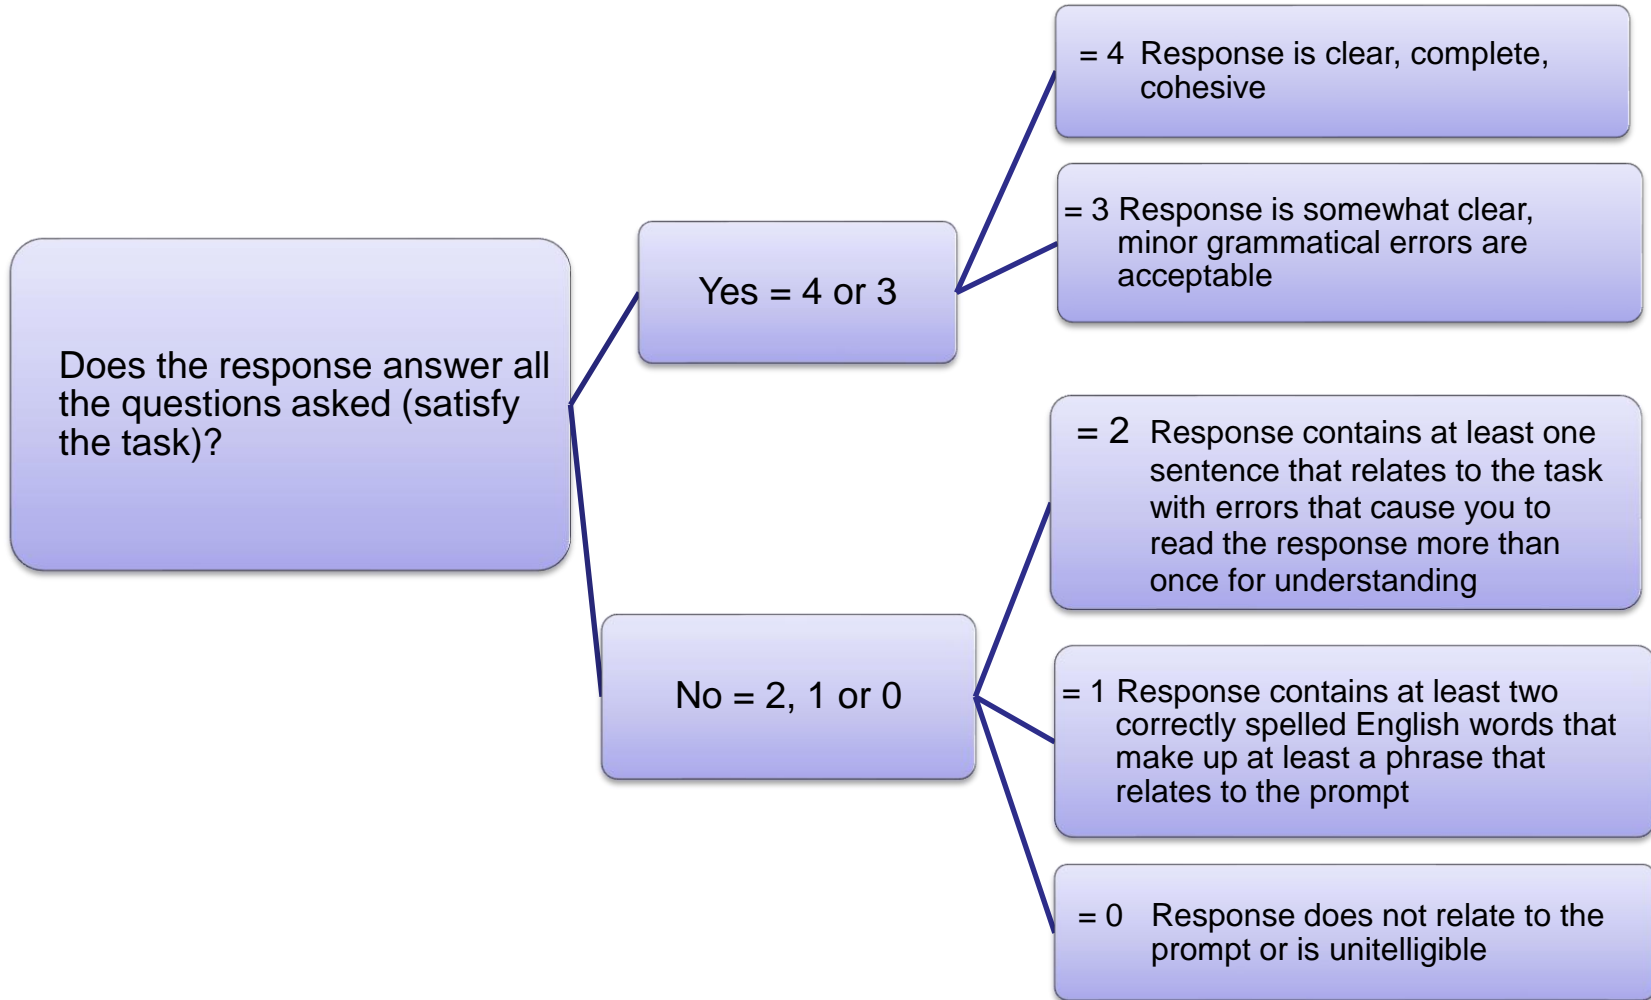 Does the response answer all
the questions asked (satisfy
the task)?
Yes = 4 or 3
= 4 Response is clear, complete,
cohesive
= 3 Response is somewhat clear,
minor grammatical errors are
acceptable
No = 2, 1 or 0
= 2 Response contains at least one
sentence that relates to the task
with errors that cause you to
read the response more than
once for understanding
= 1 Response contains at least two
correctly spelled English words that
make up at least a phrase that
relates to the prompt
= 0 Response does not relate to the
prompt or is unitelligible